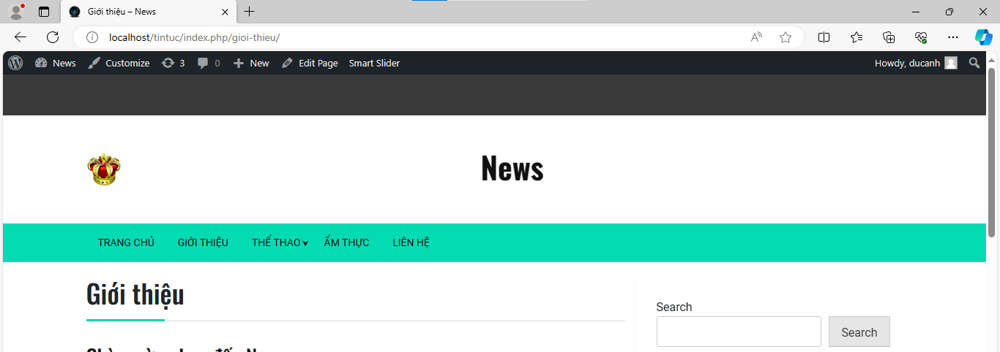 Giới thiệu – News
localhost/tintuc/index.php/gioi-thieu/
News Customize 3 0 New Edit Page Smart Slider Howdy, ducanh
News
TRANG CHỦ GIỚI THIỆU THỂ THAO ẨM THỰC LIÊN HỆ
Giới thiệu
Search
Search